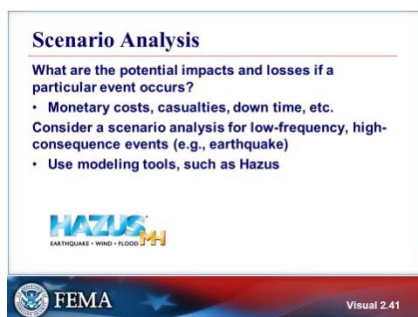 Scenario Analysis
What are the potential impacts and losses if a
particular event occurs?
• Monetary costs, casualties, down time, etc.
Consider a scenario analysis for low-frequency, high-
consequence events (e.g., earthquake)
• Use modeling tools, such as Hazus
HAZUS MH
EARTHQUAKE • WIND • FLOOD
FEMA
Visual 2.41